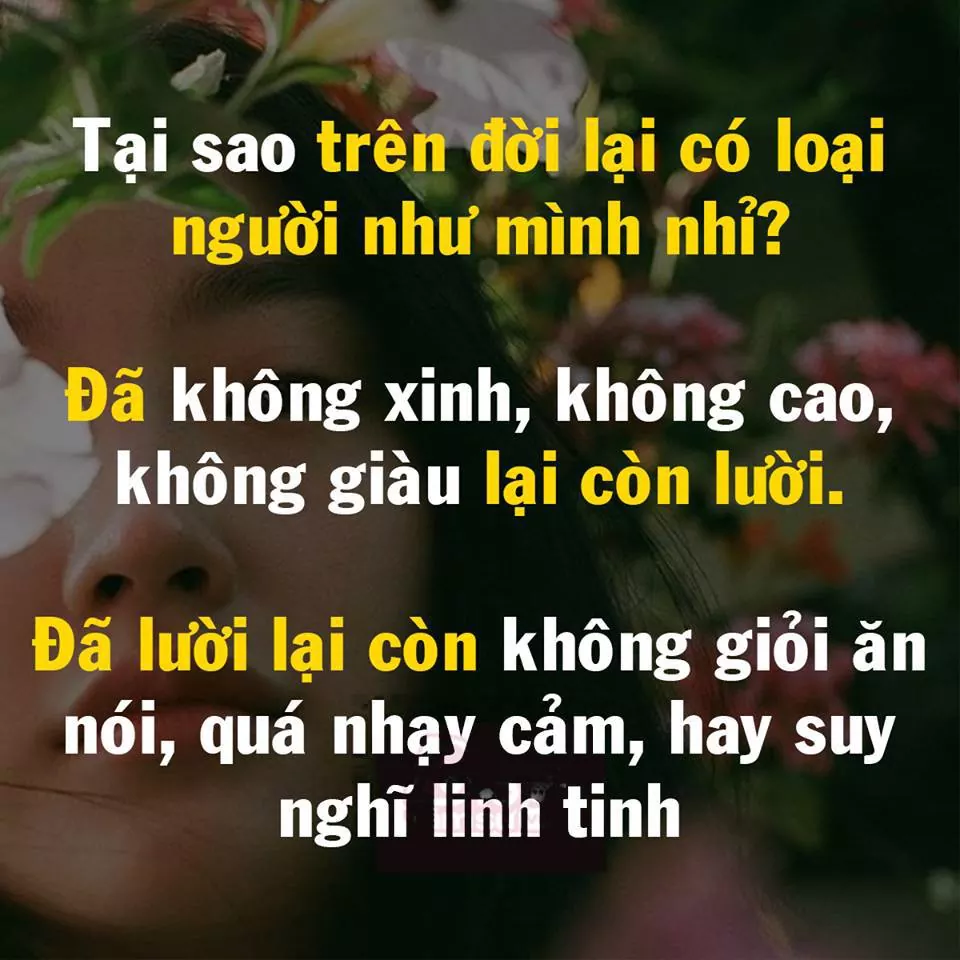 Tại sao trên đời lại có loại
người như mình nhỉ?
Đã không xinh, không cao,
không giàu lại còn lười.
Đã lười lại còn không giỏi ăn
nói, quá nhạy cảm, hay suy
nghĩ linh tinh